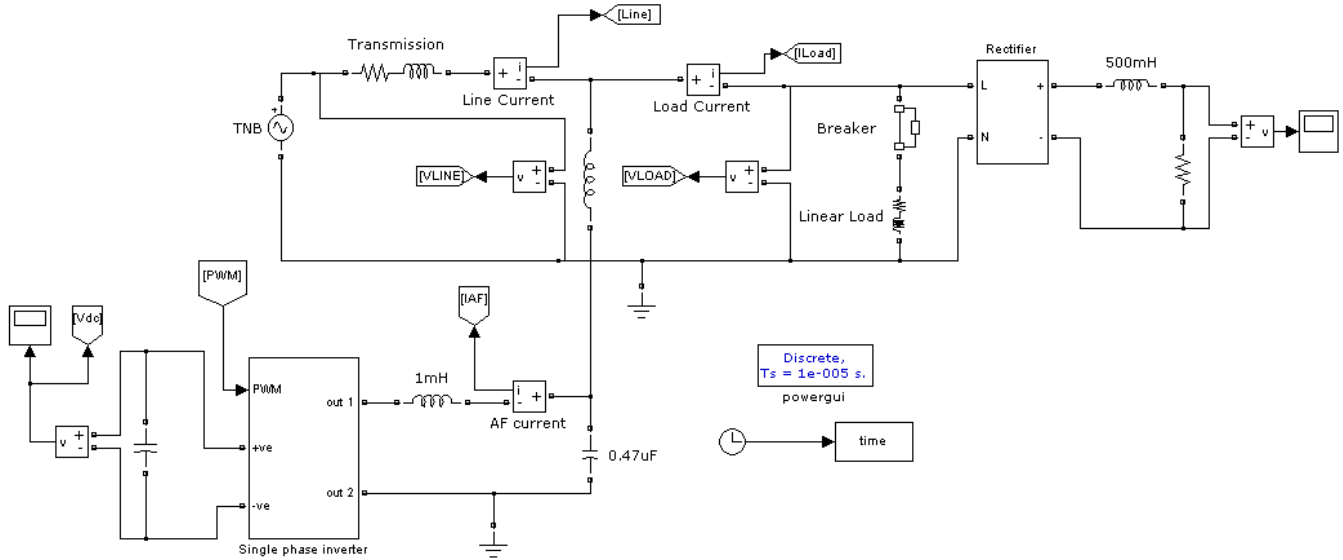 [Line]
Transmission
[ILoad]
Rectifier
500mH
+ i -
+ i -
Line Current
Load Current
L
+
+
TNB
Breaker
N
-
+ - v
[VLINE]
v + -
[VLOAD]
v + -
Linear Load
[PWM]
[IAF]
[Vdc]
Discrete,
Ts = 1e-005 s.
powergui
1mH
PWM
out 1
i - +
AF current
time
v + -
+ve
0.47uF
out 2
-ve
Single phase inverter